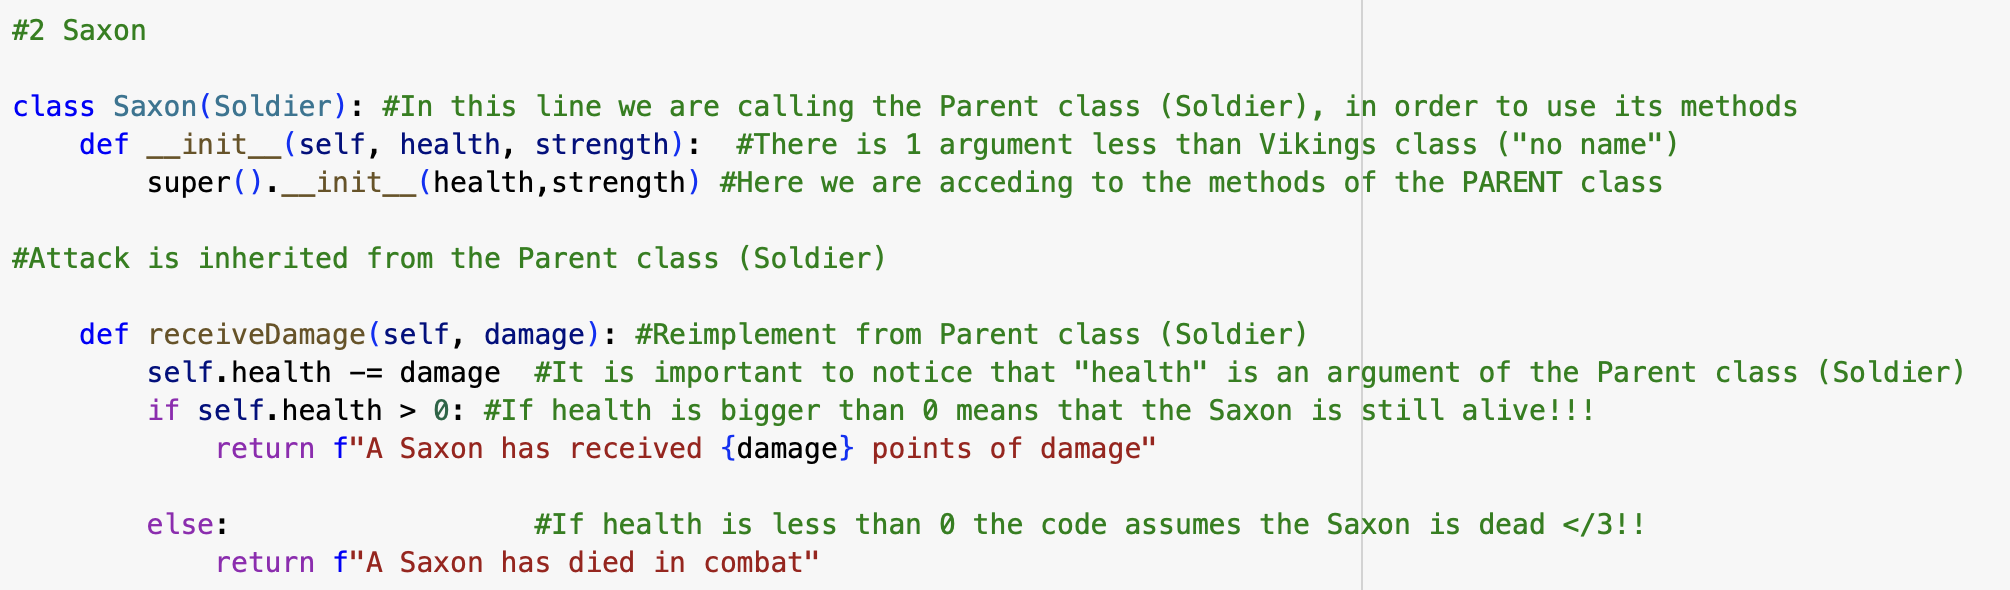 #2 Saxon
class Saxon(Soldier): #In this line we are calling the Parent class (Soldier), in order to use its methods
    def __init__(self, health, strength):  #There is 1 argument less than Vikings class ("no name")
        super().__init__(health,strength) #Here we are acceding to the methods of the PARENT class
#Attack is inherited from the Parent class (Soldier)
    def receiveDamage(self, damage): #Reimplement from Parent class (Soldier)
        self.health -= damage  #It is important to notice that "health" is an argument of the Parent class (Soldier)
        if self.health > 0: #If health is bigger than 0 means that the Saxon is still alive!!!
            return f"A Saxon has received {damage} points of damage"
        else:                  #If health is less than 0 the code assumes the Saxon is dead </3!!
            return f"A Saxon has died in combat"